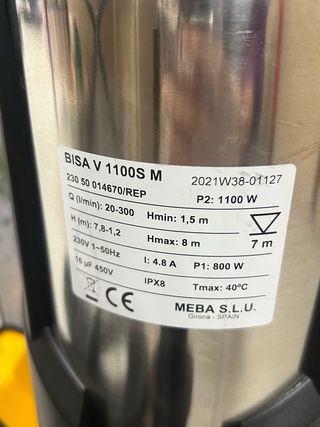 BISA V 1100S M 2021W38-01127
230 50 014670/REP P2: 1100 W
Q (l/min): 20-300 Hmin: 1,5 m
H (m): 7,8-1,2 Hmax: 8 m 7 m
230V 1~50Hz I: 4.8 A P1: 800 W
16 µF 450V IPX8 Tmax: 40ºC
CE MEBA S.L.U.
Girona - SPAIN